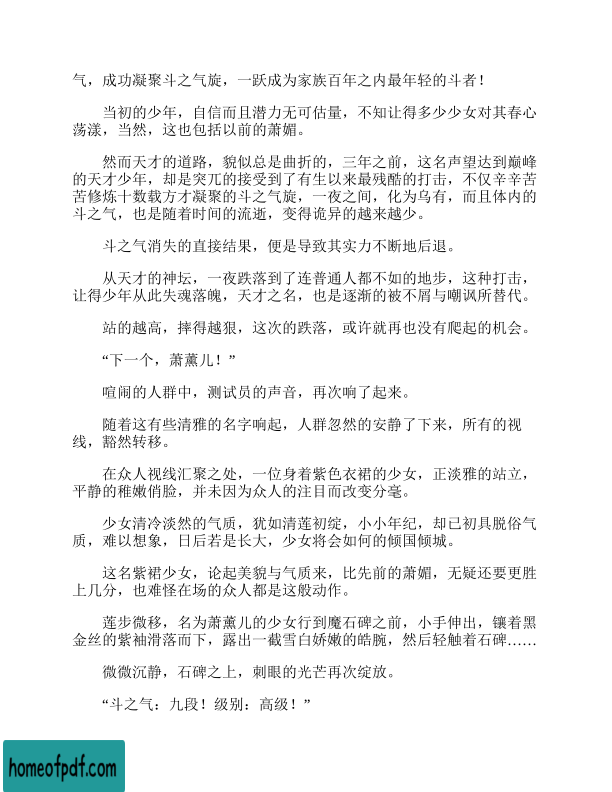 气，成功凝聚斗之气旋，一跃成为家族百年之内最年轻的斗者！
当初的少年，自信而且潜力无可估量，不知让得多少少女对其春心
荡漾，当然，这也包括以前的萧媚。
然而天才的道路，貌似总是曲折的，三年之前，这名声望达到巅峰
的天才少年，却是突兀的接受到了有生以来最残酷的打击，不仅辛辛苦
苦修炼十数载方才凝聚的斗之气旋，一夜之间，化为乌有，而且体内的
斗之气，也是随着时间的流逝，变得诡异的越来越少。
斗之气消失的直接结果，便是导致其实力不断地后退。
从天才的神坛，一夜跌落到了连普通人都不如的地步，这种打击，
让得少年从此失魂落魄，天才之名，也是逐渐的被不屑与嘲讽所替代。
站的越高，摔得越狠，这次的跌落，或许就再也没有爬起的机会。
“下一个，萧薰儿！”
喧闹的人群中，测试员的声音，再次响了起来。
随着这有些清雅的名字响起，人群忽然的安静了下来，所有的视
线，豁然转移。
在众人视线汇聚之处，一位身着紫色衣裙的少女，正淡雅的站立，
平静的稚嫩俏脸，并未因为众人的注目而改变分毫。
少女清冷淡然的气质，犹如清莲初绽，小小年纪，却已初具脱俗气
质，难以想象，日后若是长大，少女将会如何的倾国倾城。
这名紫裙少女，论起美貌与气质来，比先前的萧媚，无疑还要更胜
上几分，也难怪在场的众人都是这般动作。
莲步微移，名为萧薰儿的少女行到魔石碑之前，小手伸出，镶着黑
金丝的紫袖滑落而下，露出一截雪白娇嫩的皓腕，然后轻触着石碑……
微微沉静，石碑之上，刺眼的光芒再次绽放。
“斗之气：九段！级别：高级！”
homeofpdf.com